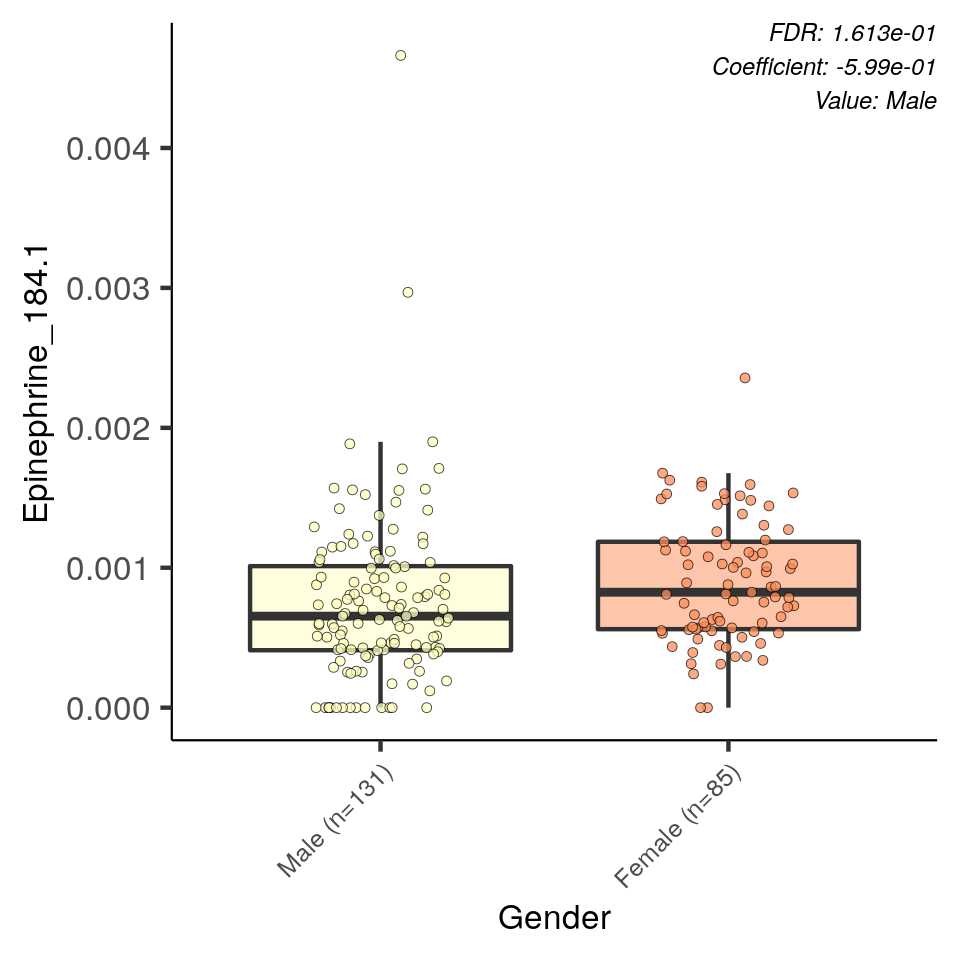 FDR: 1.613e-01
Coefficient: -5.99e-01
Value: Male
Epinephrine_184.1
0.004
0.003
0.002
0.001
0.000
Male (n=131)
Female (n=85)
Gender